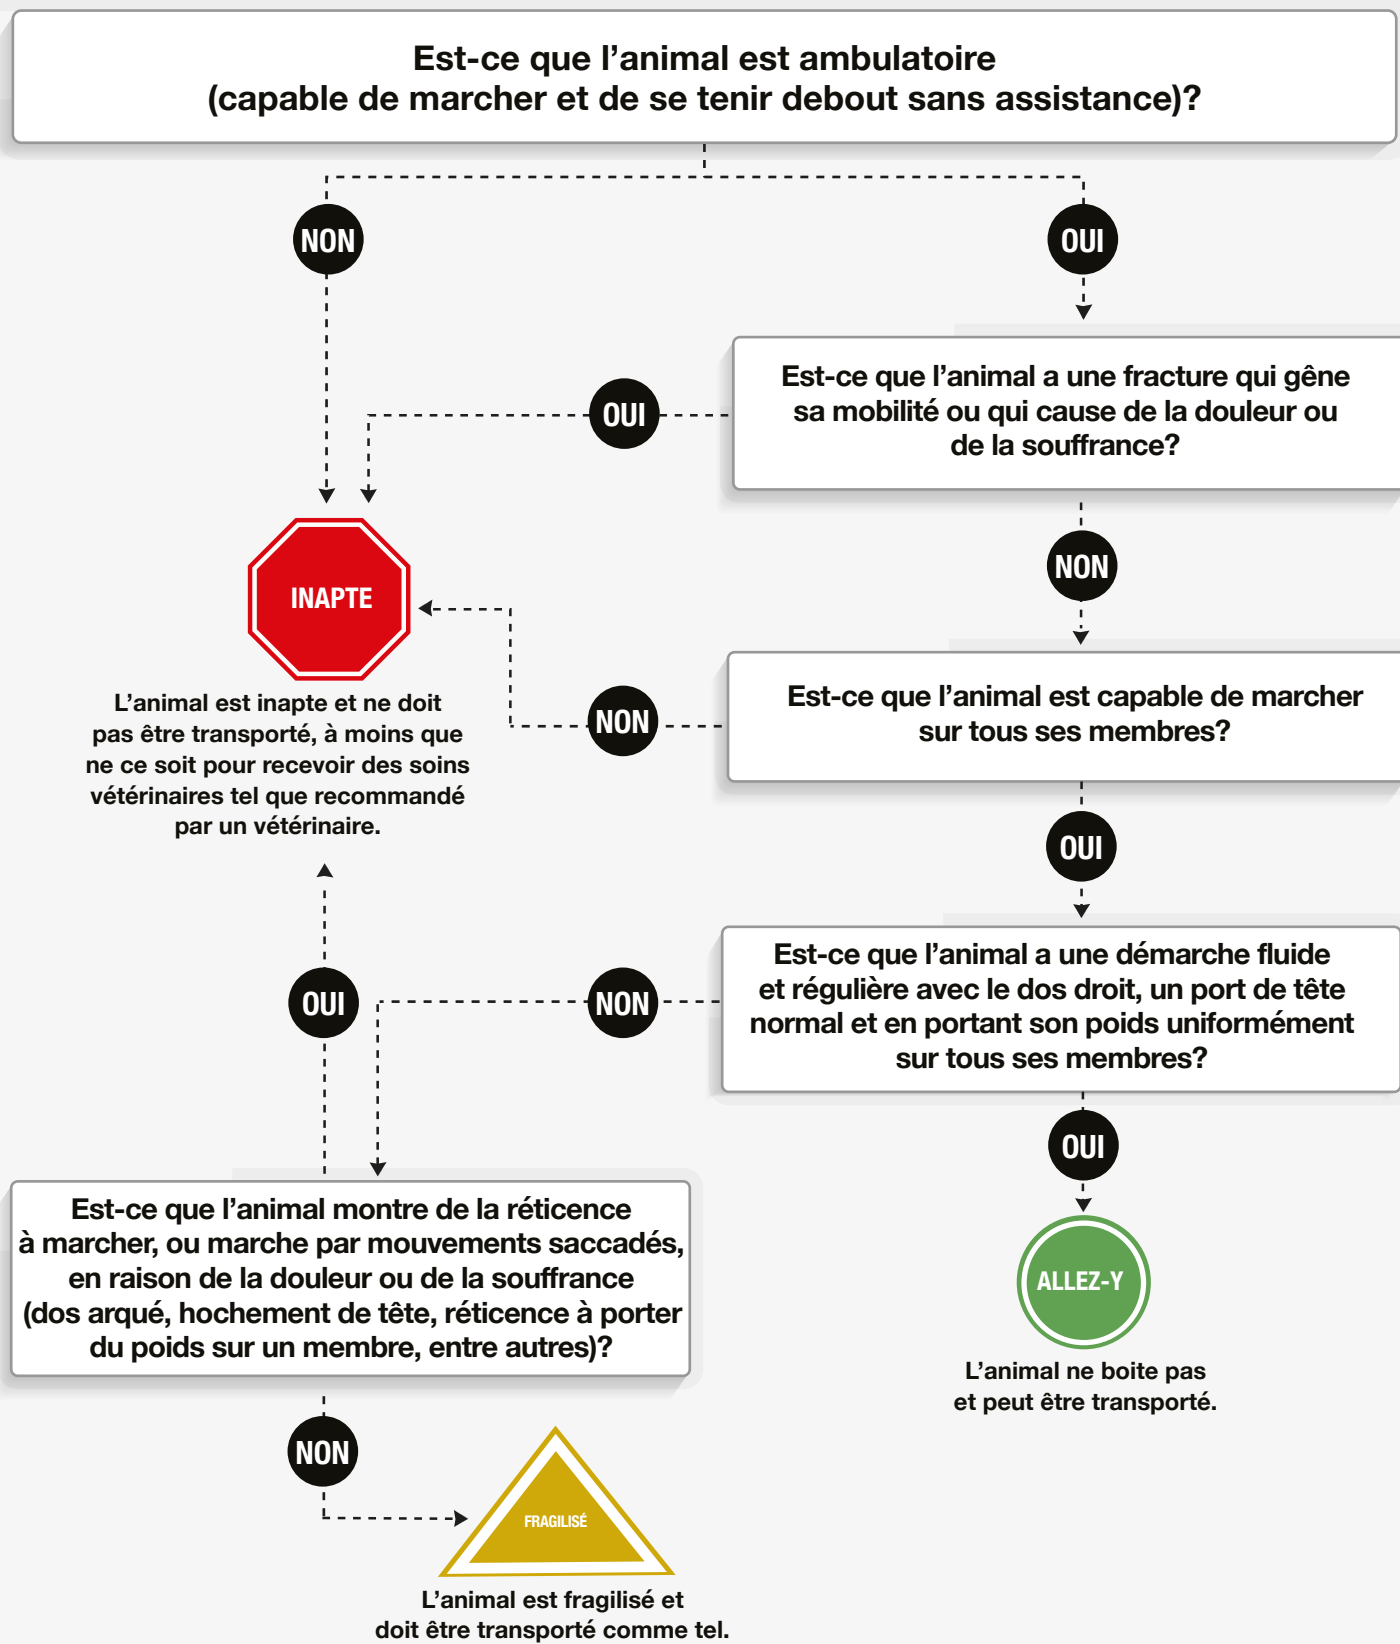 Est-ce que l’animal est ambulatoire
(capable de marcher et de se tenir debout sans assistance)?
NON
OUI
Est-ce que l’animal a une fracture qui gêne
sa mobilité ou qui cause de la douleur ou
de la souffrance?
OUI
NON
INAPTE
L’animal est inapte et ne doit
pas être transporté, à moins que
ne ce soit pour recevoir des soins
vétérinaires tel que recommandé
par un vétérinaire.
Est-ce que l’animal est capable de marcher
sur tous ses membres?
NON
OUI
Est-ce que l’animal a une démarche fluide
et régulière avec le dos droit, un port de tête
normal et en portant son poids uniformément
sur tous ses membres?
NON
OUI
OUI
ALLEZ-Y
L’animal ne boite pas
et peut être transporté.
Est-ce que l’animal montre de la réticence
à marcher, ou marche par mouvements saccadés,
en raison de la douleur ou de la souffrance
(dos arqué, hochement de tête, réticence à porter
du poids sur un membre, entre autres)?
NON
FRAGILISÉ
L’animal est fragilisé et
doit être transporté comme tel.